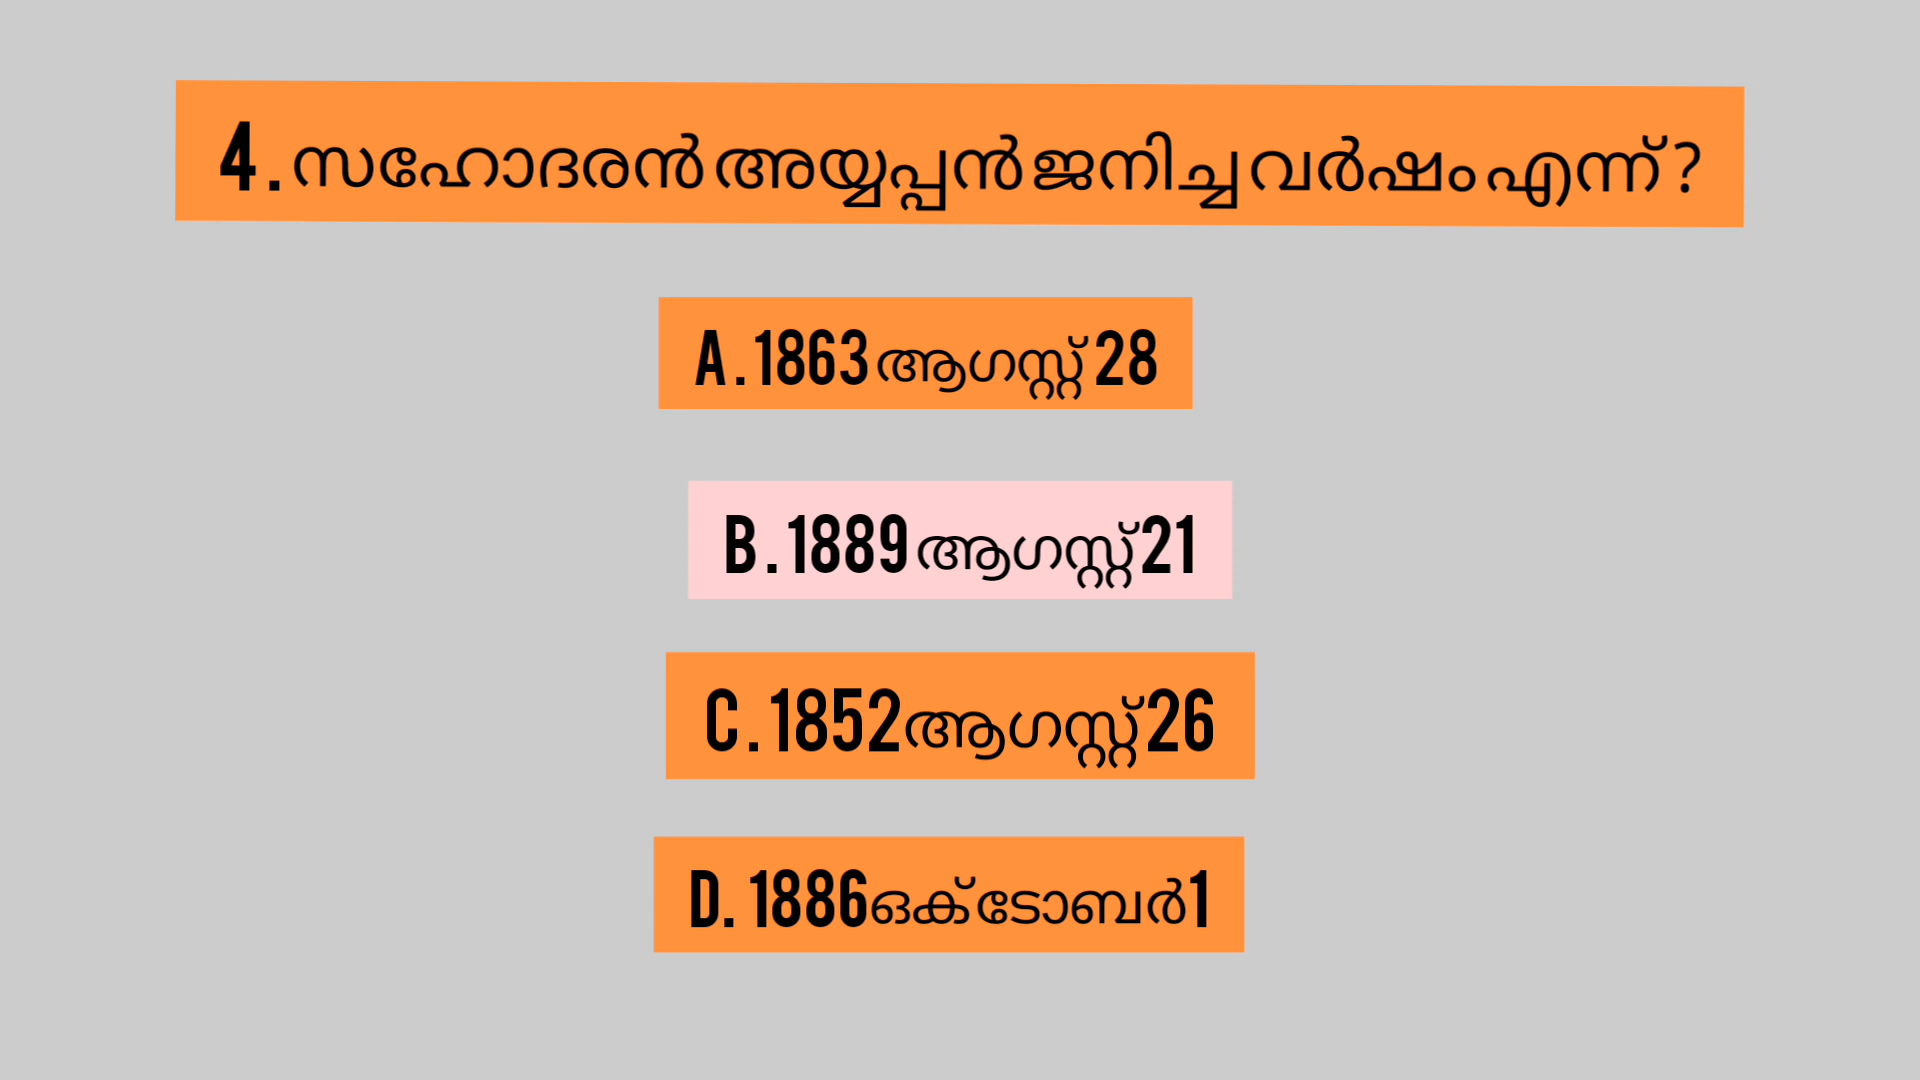 4. സഹോദരൻ അയ്യപ്പൻ ജനിച്ച വർഷം എന്ന് ?
A. 1863 ആഗസ്റ്റ് 28
B. 1889 ആഗസ്റ്റ് 21
C. 1852 ആഗസ്റ്റ് 26
D. 1886 ഒക്ടോബർ 1